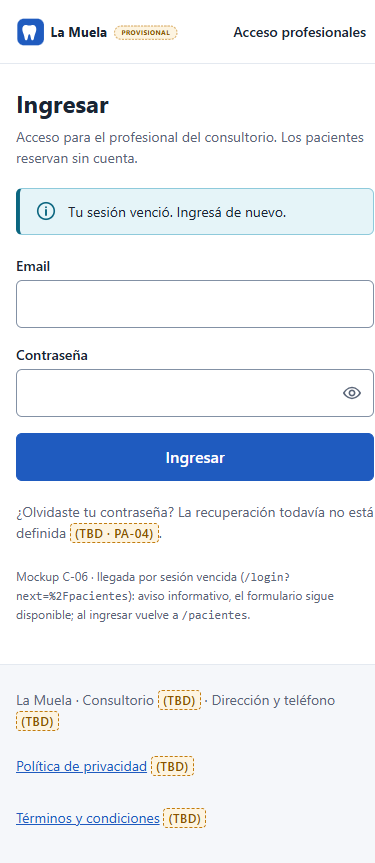 La Muela PROVISIONAL Acceso profesionales
Ingresar
Acceso para el profesional del consultorio. Los pacientes
reservan sin cuenta.
Tu sesión venció. Ingresá de nuevo.
Email
Contraseña
Ingresar
¿Olvidaste tu contraseña? La recuperación todavía no está
definida (TBD · PA-04).
Mockup C-06 · llegada por sesión vencida (/login?
next=%2Fpacientes): aviso informativo, el formulario sigue
disponible; al ingresar vuelve a /pacientes.
La Muela · Consultorio (TBD) · Dirección y teléfono
(TBD)
Política de privacidad (TBD)
Términos y condiciones (TBD)